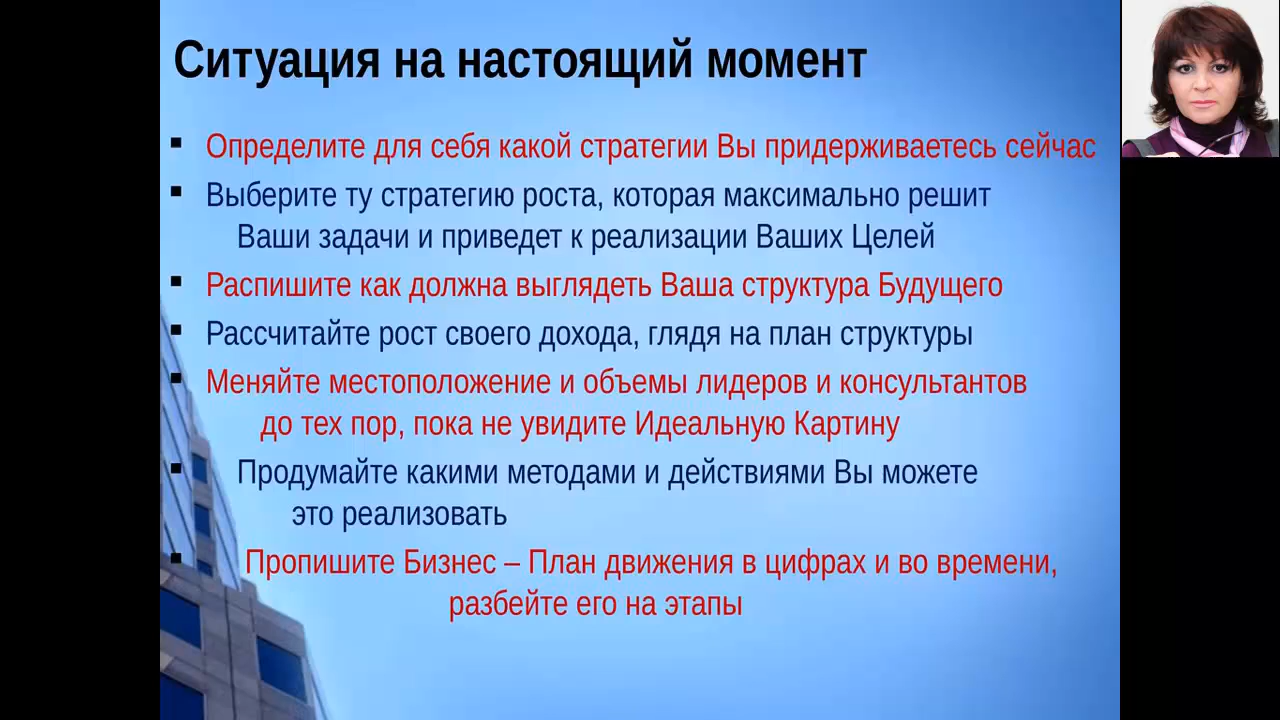 Ситуация на настоящий момент
Определите для себя какой стратегии Вы придерживаетесь сейчас
Выберите ту стратегию роста, которая максимально решит
Ваши задачи и приведет к реализации Ваших Целей
Распишите как должна выглядеть Ваша структура Будущего
Рассчитайте рост своего дохода, глядя на план структуры
Меняйте местоположение и объемы лидеров и консультантов
до тех пор, пока не увидите Идеальную Картину
Продумайте какими методами и действиями Вы можете
это реализовать
Пропишите Бизнес – План движения в цифрах и во времени,
разбейте его на этапы